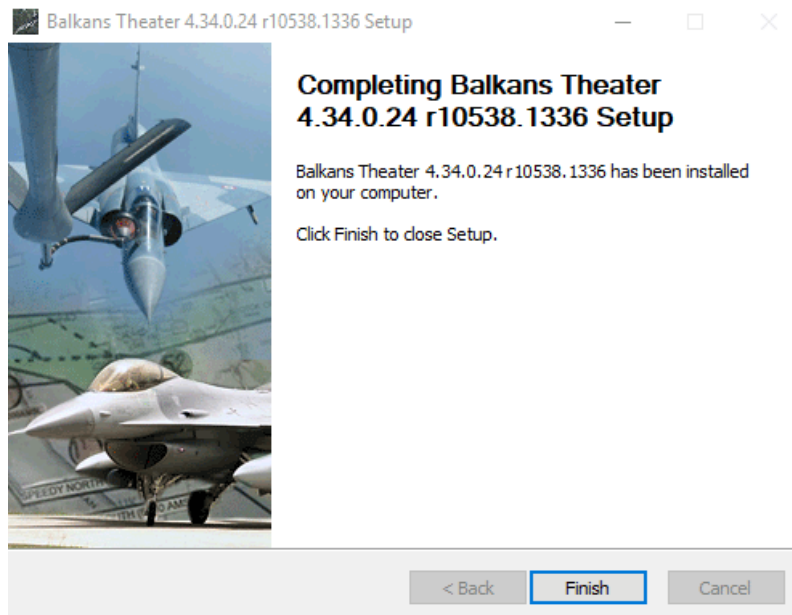 Balkans Theater 4.34.0.24 r10538.1336 Setup
Completing Balkans Theater
4.34.0.24 r10538.1336 Setup
Balkans Theater 4.34.0.24 r10538.1336 has been installed
on your computer.
Click Finish to close Setup.
SPEEDY NORTH
< Back
Finish
Cancel